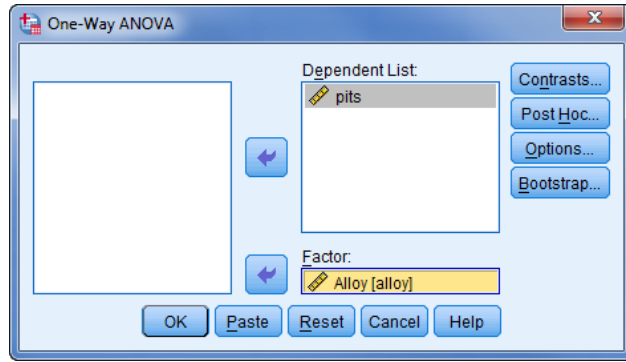 One-Way ANOVA
Dependent List:
pits
Contrasts...
Post Hoc...
Options...
Bootstrap...
Factor:
Alloy [alloy]
OK
Paste
Reset
Cancel
Help